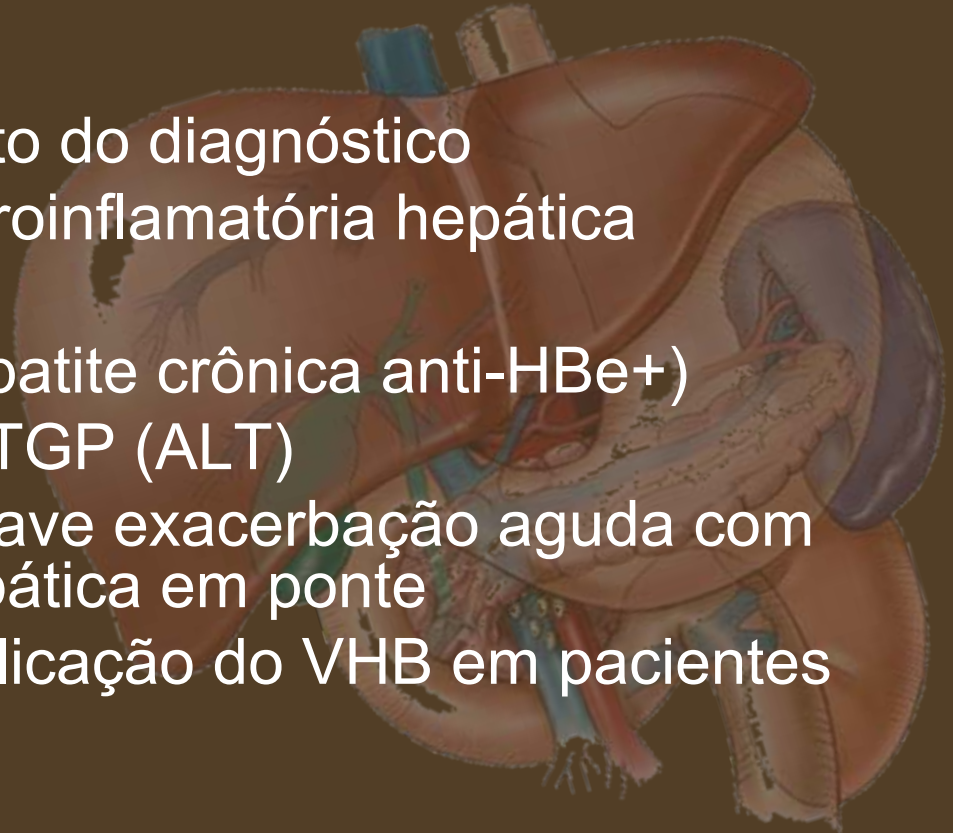 to do diagnóstico
roinflamatória hepática
patite crônica anti-HBe+)
TGP (ALT)
ave exacerbação aguda com
pática em ponte
licação do VHB em pacientes